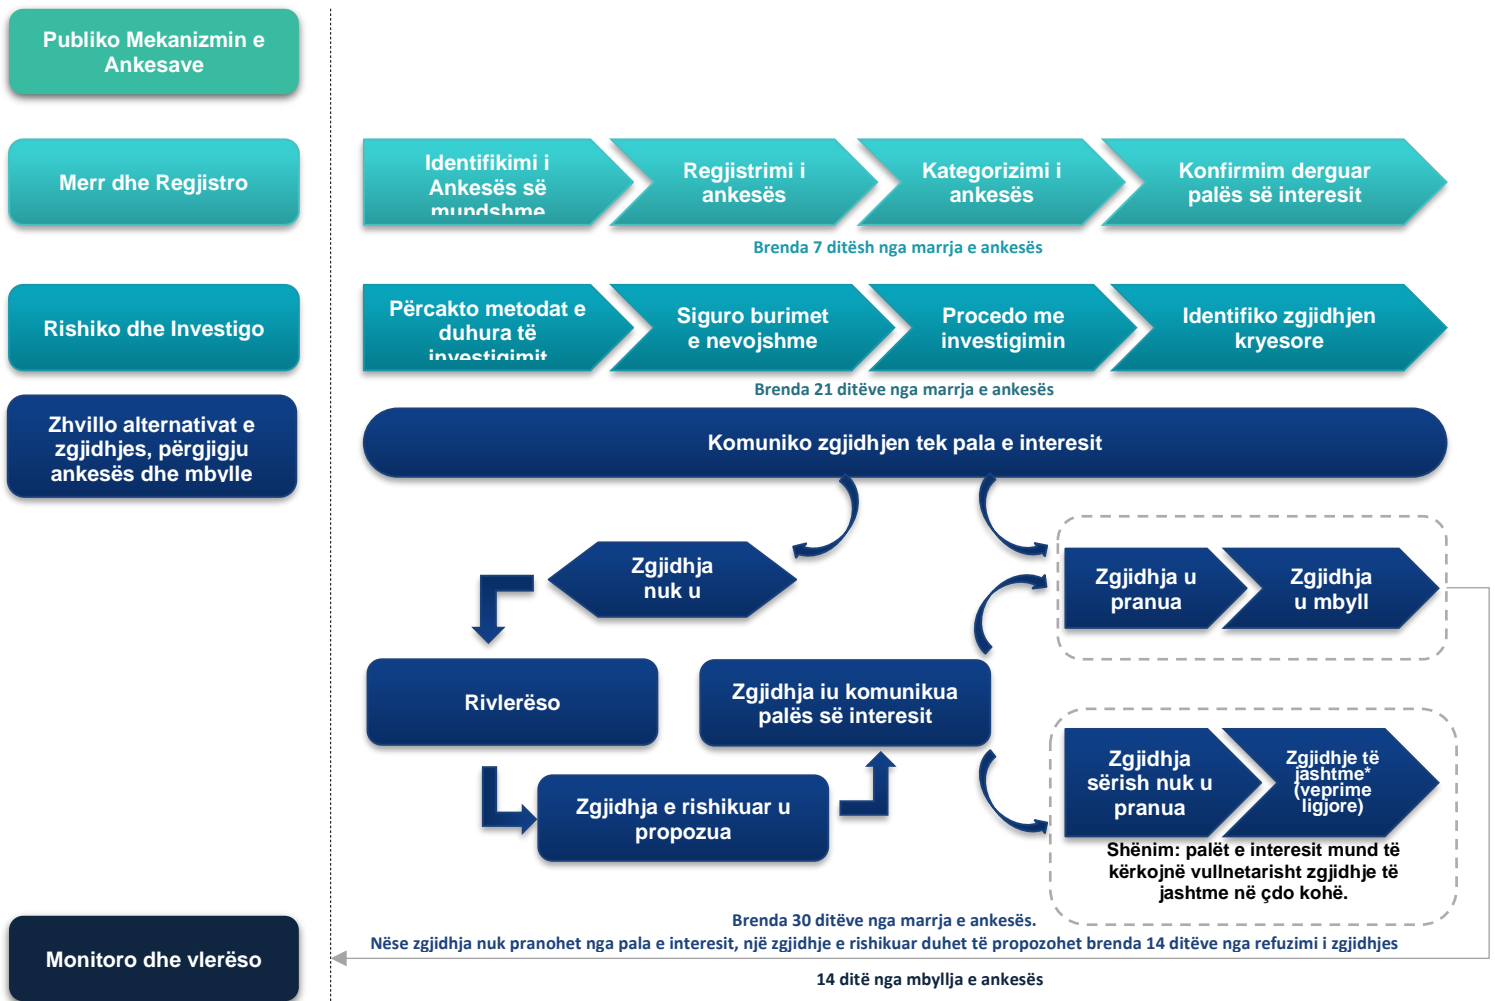 Publiko Mekanizmin e
Ankesave
Merr dhe Regjistro
Identifikimi i
Ankesës së
mundshme
Regjistrimi i
ankesës
Kategorizimi i
ankesës
Konfirmim derguar
palës së interesit
Brenda 7 ditësh nga marrja e ankesës
Rishiko dhe Investigo
Përcakto metodat e
duhura të
investigimit
Siguro burimet
e nevojshme
Procedo me
investigimin
Identifiko zgjidhjen
kryesore
Brenda 21 ditëve nga marrja e ankesës
Zhvillo alternativat e
zgjidhjes, përgjigju
ankesës dhe mbylle
Komuniko zgjidhjen tek pala e interesit
Zgjidhja
nuk u
Zgjidhja u
pranua
Zgjidhja
u mbyll
Rivlerëso
Zgjidhja iu komunikua
palës së interesit
Zgjidhja e rishikuar u
propozua
Zgjidhja
sërish nuk u
pranua
Zgjidhje të
jashtme*
(veprime
ligjore)
Shënim: palët e interesit mund të
kërkojnë vullnetarisht zgjidhje të
jashtme në çdo kohë.
Brenda 30 ditëve nga marrja e ankesës.
Nëse zgjidhja nuk pranohet nga pala e interesit, një zgjidhje e rishikuar duhet të propozohet brenda 14 ditëve nga refuzimi i zgjidhjes
Monitoro dhe vlerëso
14 ditë nga mbyllja e ankesës